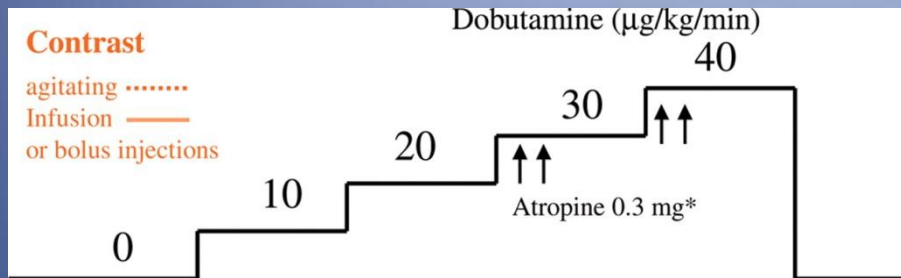 Dobutamine (µg/kg/min)
Contrast
agitating
Infusion
or bolus injections
0
10
20
30
40
Atropine 0.3 mg*